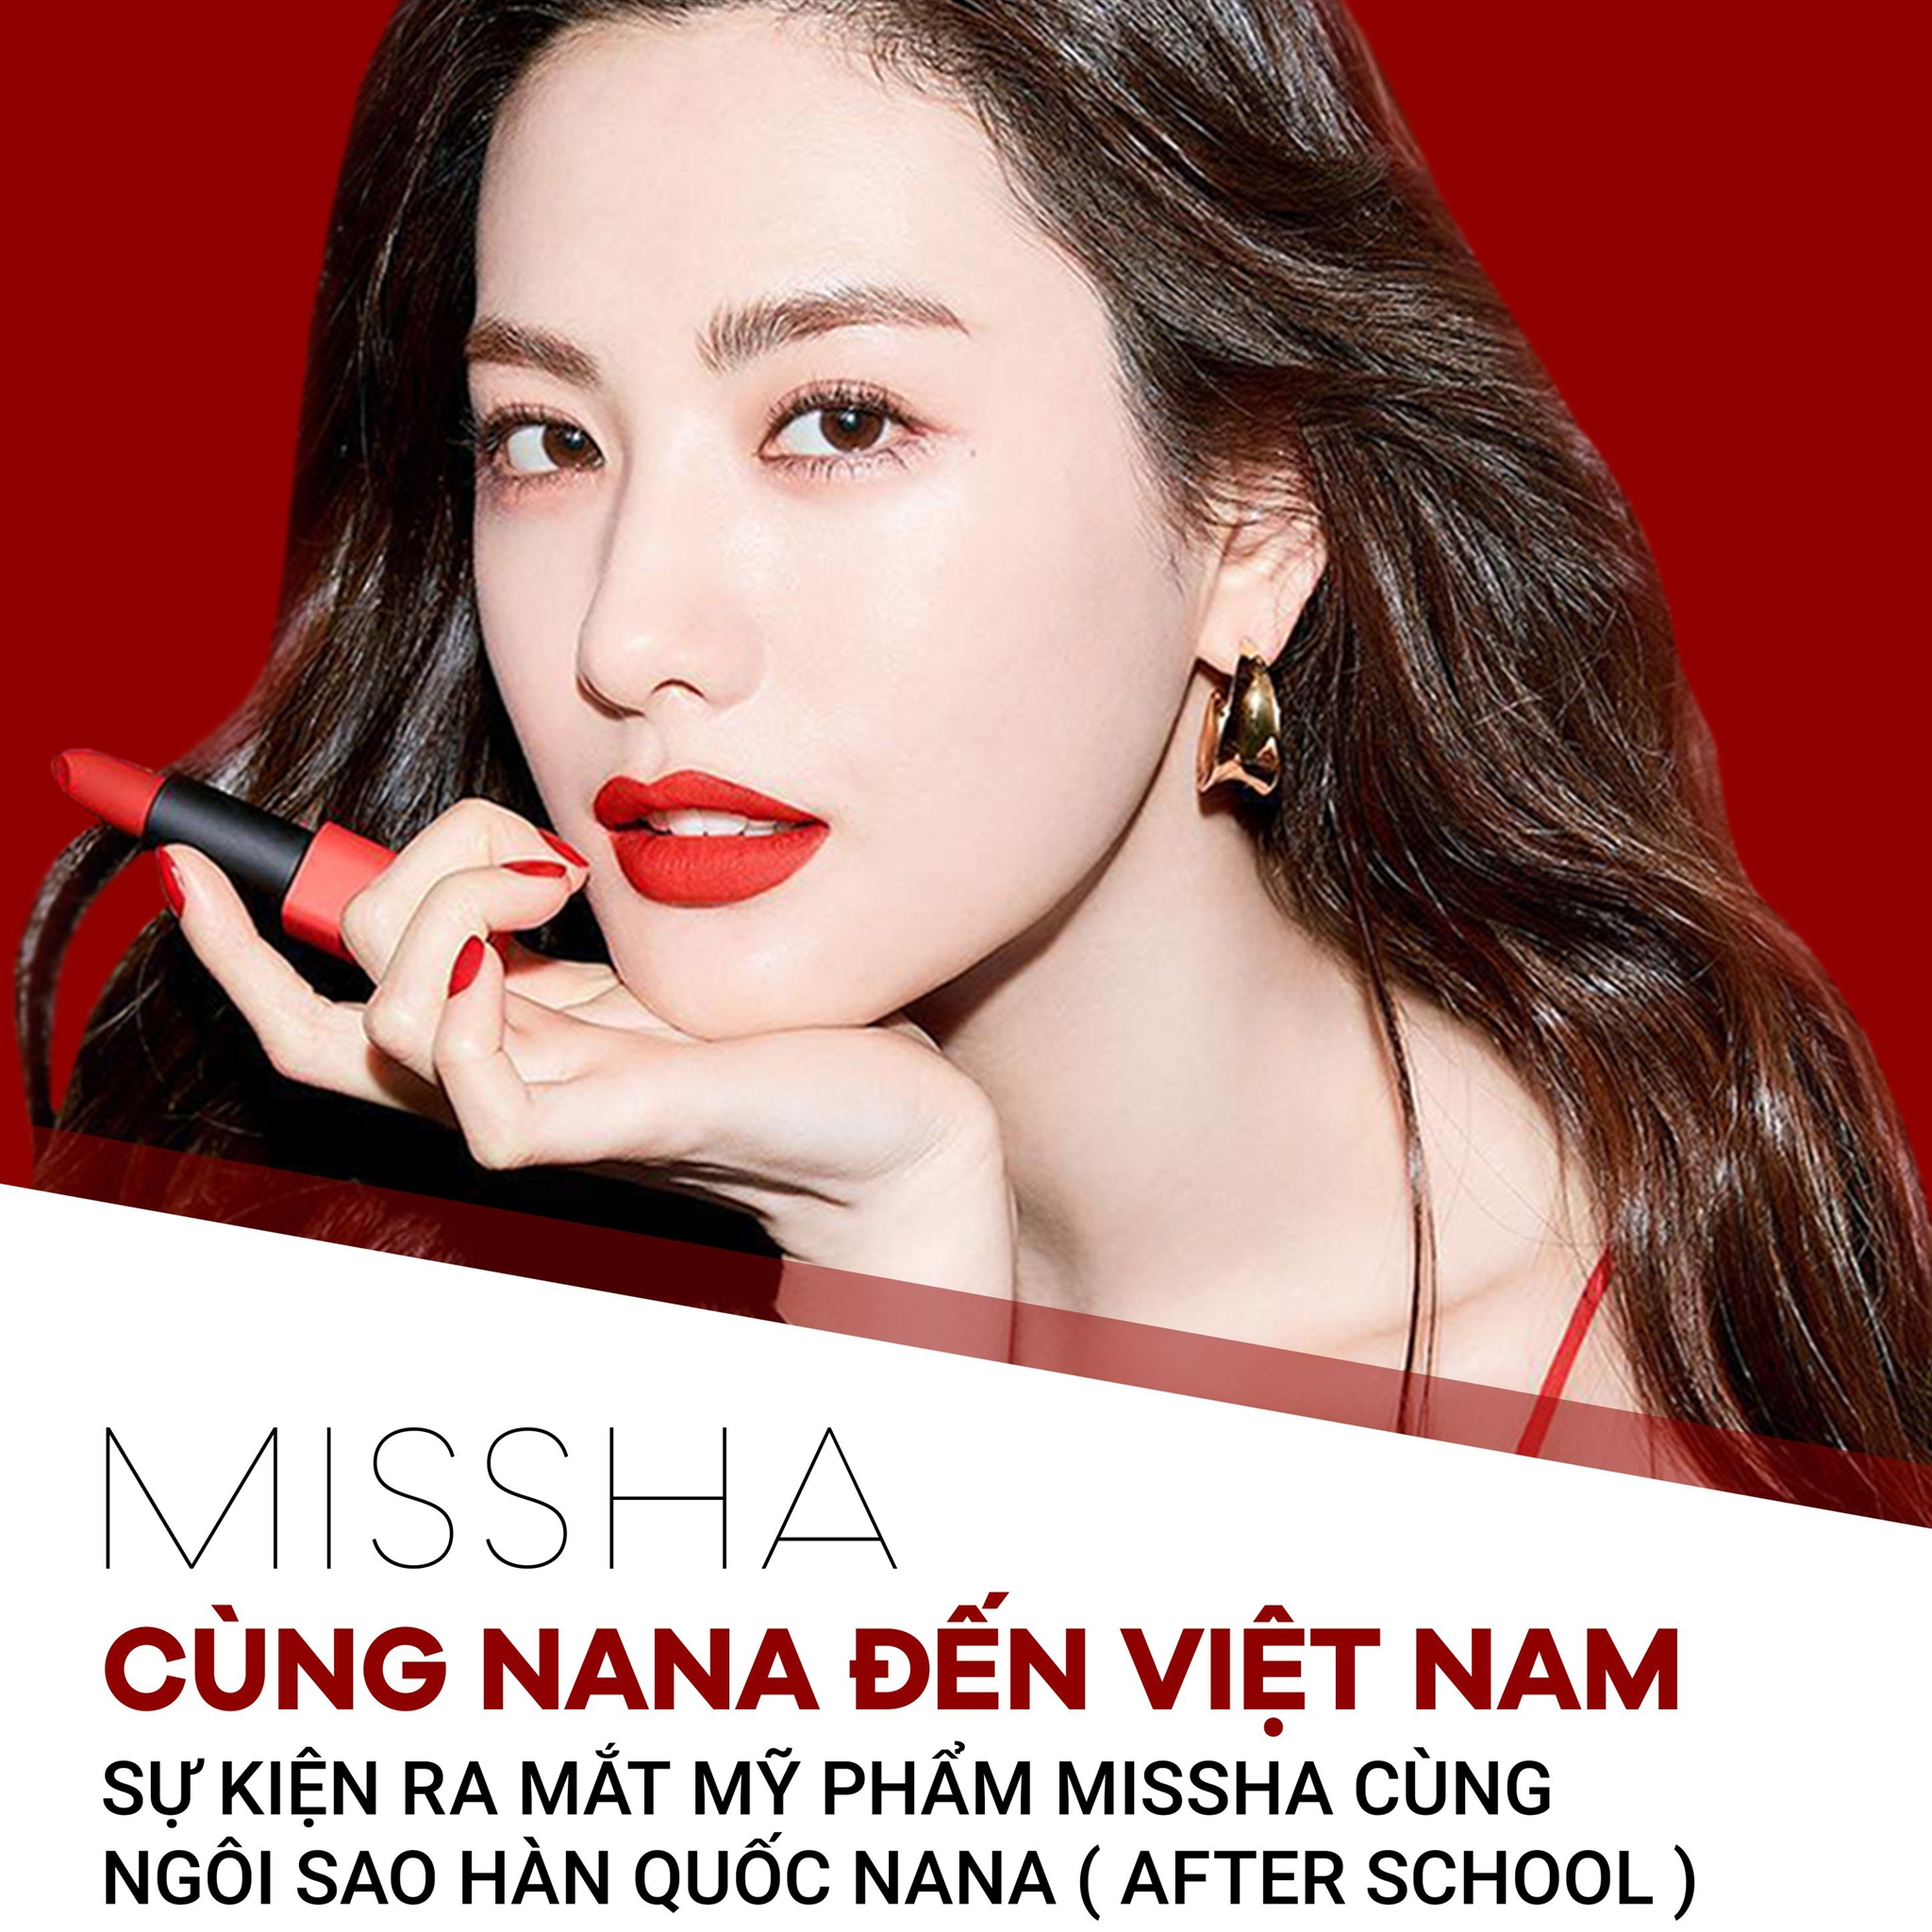 MISSHA
CÙNG NANA ĐẾN VIỆT NAM
SỰ KIỆN RA MẮT MỸ PHẨM MISSHA CÙNG
NGÔI SAO HÀN QUỐC NANA ( AFTER SCHOOL )